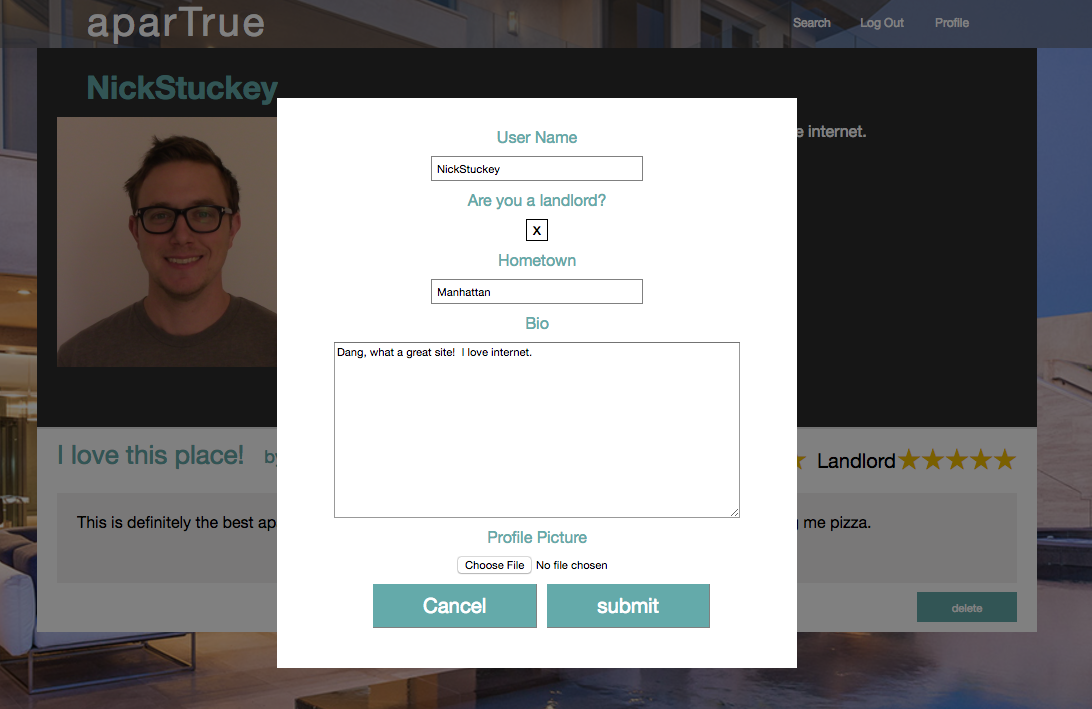 aparTrue
Search Log Out Profile
NickStuckey
internet.
User Name
NickStuckey
Are you a landlord?
X
Hometown
Manhattan
Bio
Dang, what a great site!  I love internet.
I love this place! by
Landlord
This is definitely the best
me pizza.
Profile Picture
Choose File No file chosen
Cancel submit
delete